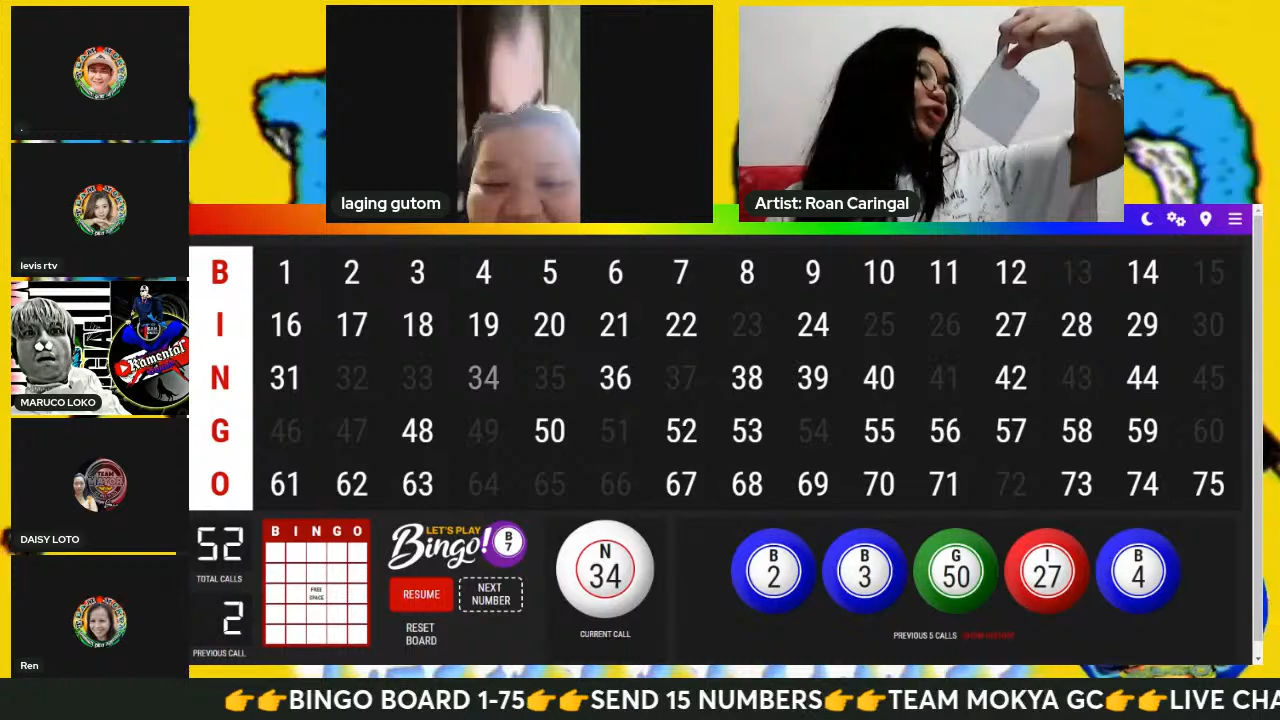 .
levis rtv
KAHAL
Kamental
MARUCO LOKO
DAISY LOTO
Ren
laging gutom
Artist: Roan Caringal
B 1 2 3 4 5 6 7 8 9 10 11 12 13 14 15
I 16 17 18 19 20 21 22 23 24 25 26 27 28 29 30
N 31 32 33 34 35 36 37 38 39 40 41 42 43 44 45
G 46 47 48 49 50 51 52 53 54 55 56 57 58 59 60
O 61 62 63 64 65 66 67 68 69 70 71 72 73 74 75
52
TOTAL CALLS
2
PREVIOUS CALL
B I N G O
FREE
SPACE
LET'S PLAY
Bingo!
B
7
RESUME
NEXT
NUMBER
RESET
BOARD
N
34
CURRENT CALL
B
2
B
3
G
50
I
27
B
4
PREVIOUS 5 CALLS SHOW HISTORY
👉👉BINGO BOARD 1-75👉👉SEND 15 NUMBERS👉👉TEAM MOKYA GC👉👉LIVE CHA